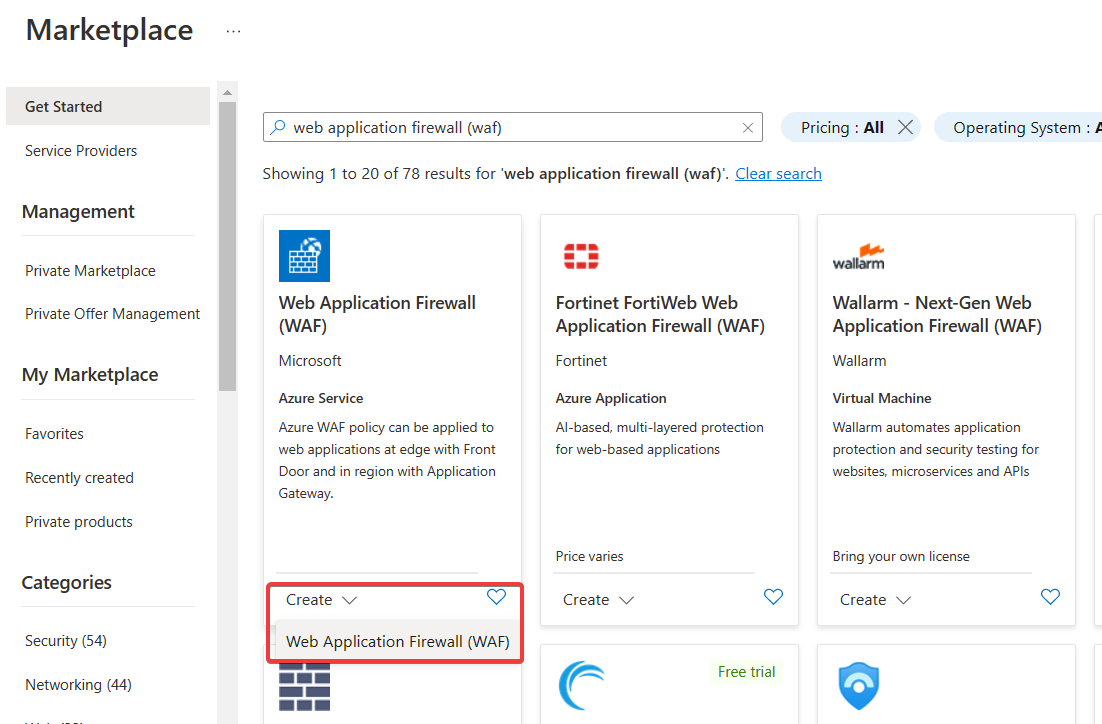 Marketplace ...
Get Started
Service Providers
Management
Private Marketplace
Private Offer Management
My Marketplace
Favorites
Recently created
Private products
Categories
Security (54)
Networking (44)
web application firewall (waf)
Pricing : All
Operating System :
Showing 1 to 20 of 78 results for 'web application firewall (waf)'. Clear search
Web Application Firewall
(WAF)
Microsoft
Azure Service
Azure WAF policy can be applied to
web applications at edge with Front
Door and in region with Application
Gateway.
Create
Web Application Firewall (WAF)
Fortinet FortiWeb Web
Application Firewall (WAF)
Fortinet
Azure Application
AI-based, multi-layered protection
for web-based applications
Price varies
Create
wallarm
Wallarm - Next-Gen Web
Application Firewall (WAF)
Wallarm
Virtual Machine
Wallarm automates application
protection and security testing for
websites, microservices and APIs
Bring your own license
Create
Free trial